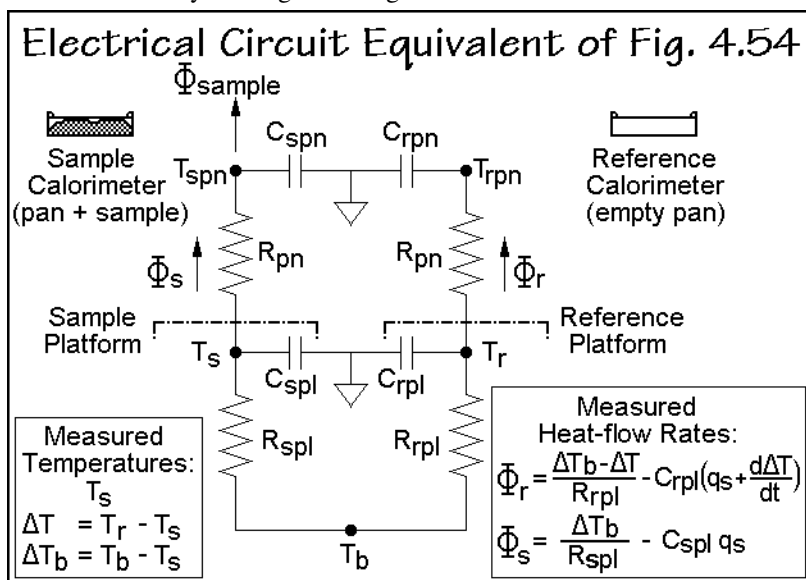 Electrical Circuit Equivalent of Fig. 4.54
Φsample
Sample
Calorimeter
(pan + sample)
Cspn
Crpn
Tspn
Trpn
Reference
Calorimeter
(empty pan)
Rpn
Rpn
Φs
Φr
Sample
Platform
Reference
Platform
Ts
Tr
Cspl
Crpl
Rspl
Rrpl
Tb
Measured
Temperatures:
Ts
ΔT = Tr - Ts
ΔTb = Tb - Ts
Measured
Heat-flow Rates:
Φr = (ΔTb-ΔT)/Rrpl - Crpl(qs + dΔT/dt)
Φs = ΔTb/Rspl - Cspl qs